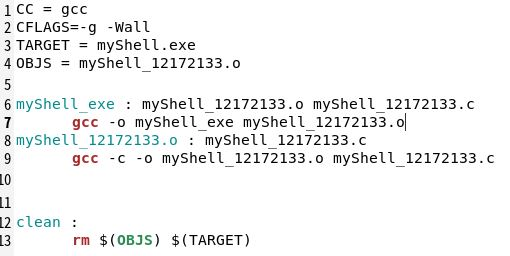 1 CC = gcc
2 CFLAGS=-g -Wall
3 TARGET = myShell.exe
4 OBJS = myShell_12172133.o
5
6 myShell_exe : myShell_12172133.o myShell_12172133.c
7 gcc -o myShell_exe myShell_12172133.o
8 myShell_12172133.o : myShell_12172133.c
9 gcc -c -o myShell_12172133.o myShell_12172133.c
10
11
12 clean :
13 rm $(OBJS) $(TARGET)